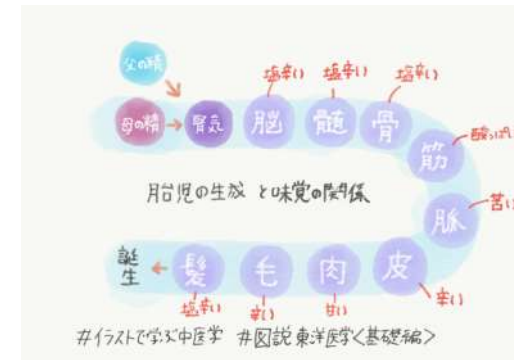 父の精
塩辛い 塩辛い 塩辛い
母の精 腎気 脳 髄 骨
酸っぱい
筋
胎児の生成 と味覚の関係
苦い
脈
誕生 髪 毛 肉 皮
塩辛い 辛い 甘い 辛い
#イラストで学ぶ中医学 #図説東洋医学<基礎編>